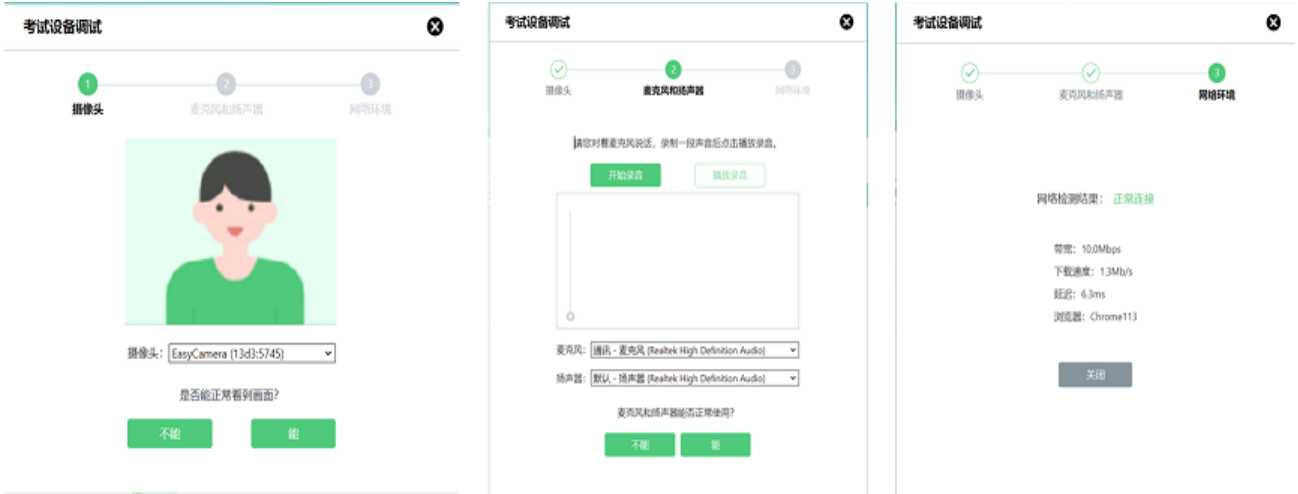 考试设备调试
1 2 3
摄像头 麦克风和扬声器 网络环境
摄像头: EasyCamera (13d3:5745)
是否能正常看到画面?
不能 能
考试设备调试
2 3
摄像头 麦克风和扬声器 网络环境
请您对着麦克风说话，录制一段声音后点击播放录音。
开始录音 播放录音
麦克风: 通讯 - 麦克风 (Realtek High Definition Audio)
扬声器: 默认 - 扬声器 (Realtek High Definition Audio)
麦克风和扬声器能否正常使用?
不能 能
考试设备调试
3
摄像头 麦克风和扬声器 网络环境
网络检测结果: 正常连接
带宽: 10.0Mbps
下载速度: 1.3Mb/s
延迟: 6.3ms
浏览器: Chrome113
关闭